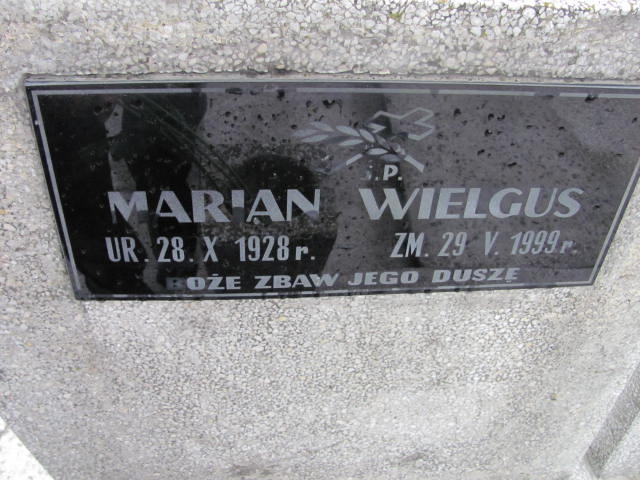 Ś.P.
MARIAN WIELGUS
UR. 28. X 1928 r. ZM. 29 V. 1999 r.
BOŻE ZBAW JEGO DUSZĘ